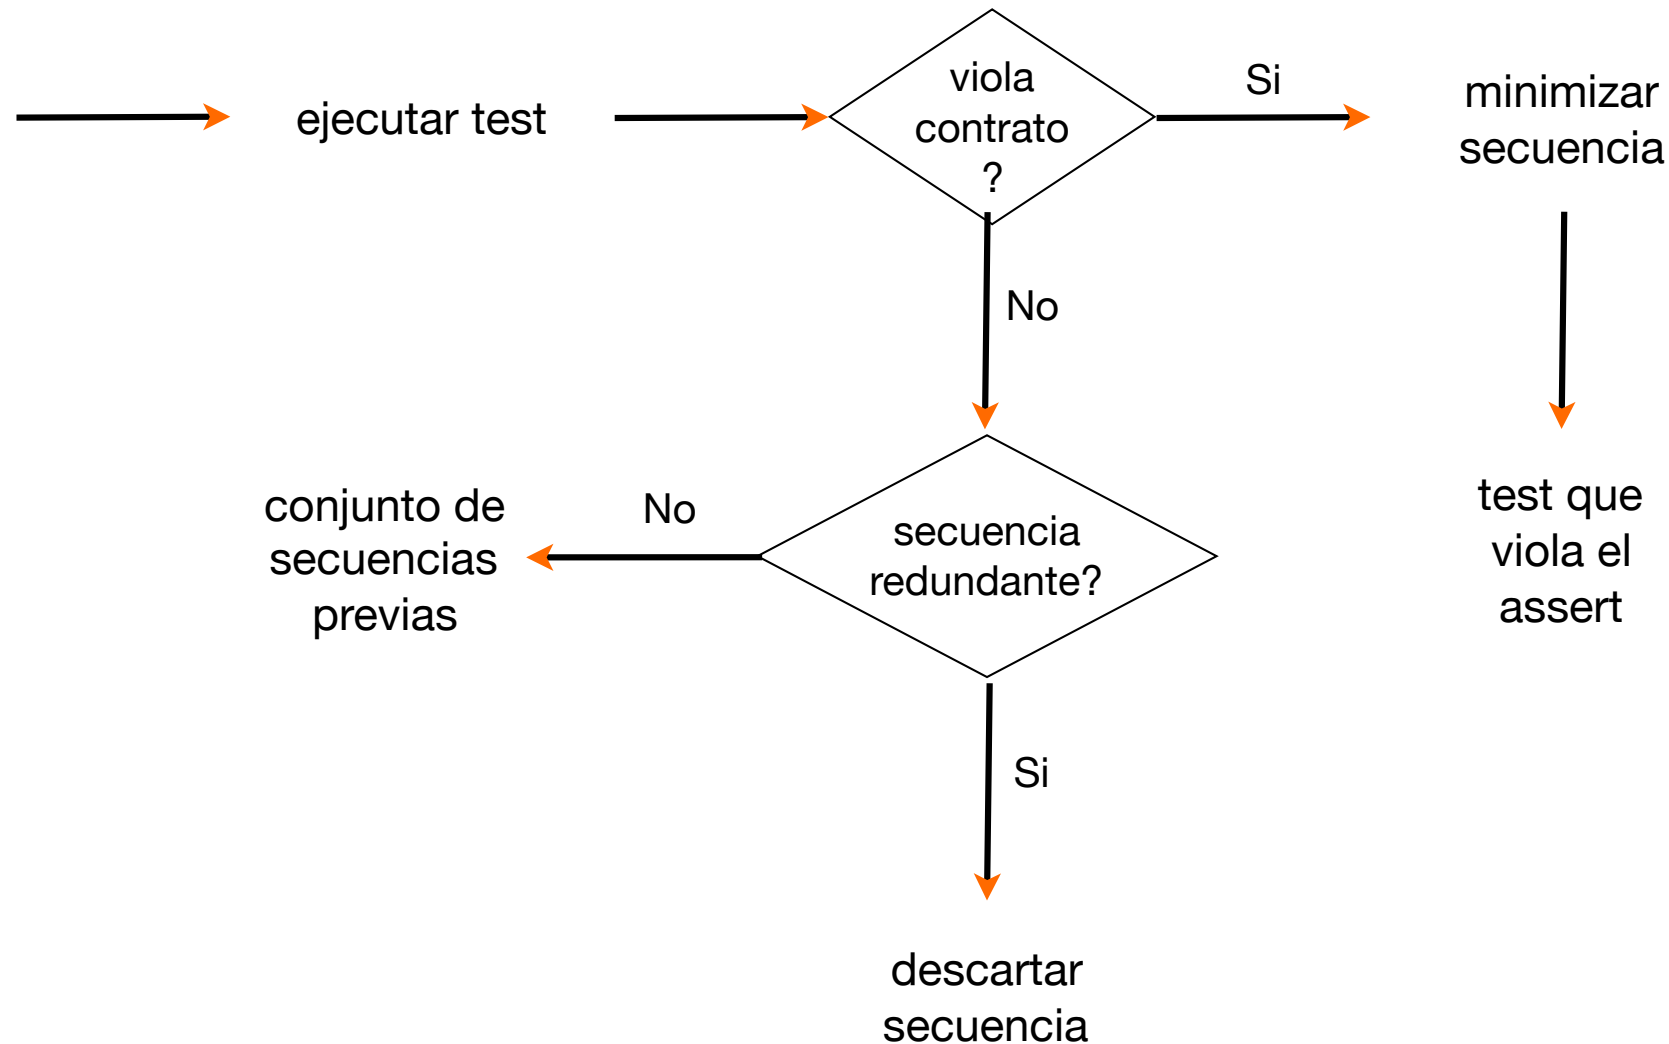 ejecutar test
viola
contrato
?
Si
minimizar
secuencia
No
conjunto de
secuencias
previas
No
secuencia
redundante?
test que
viola el
assert
Si
descartar
secuencia